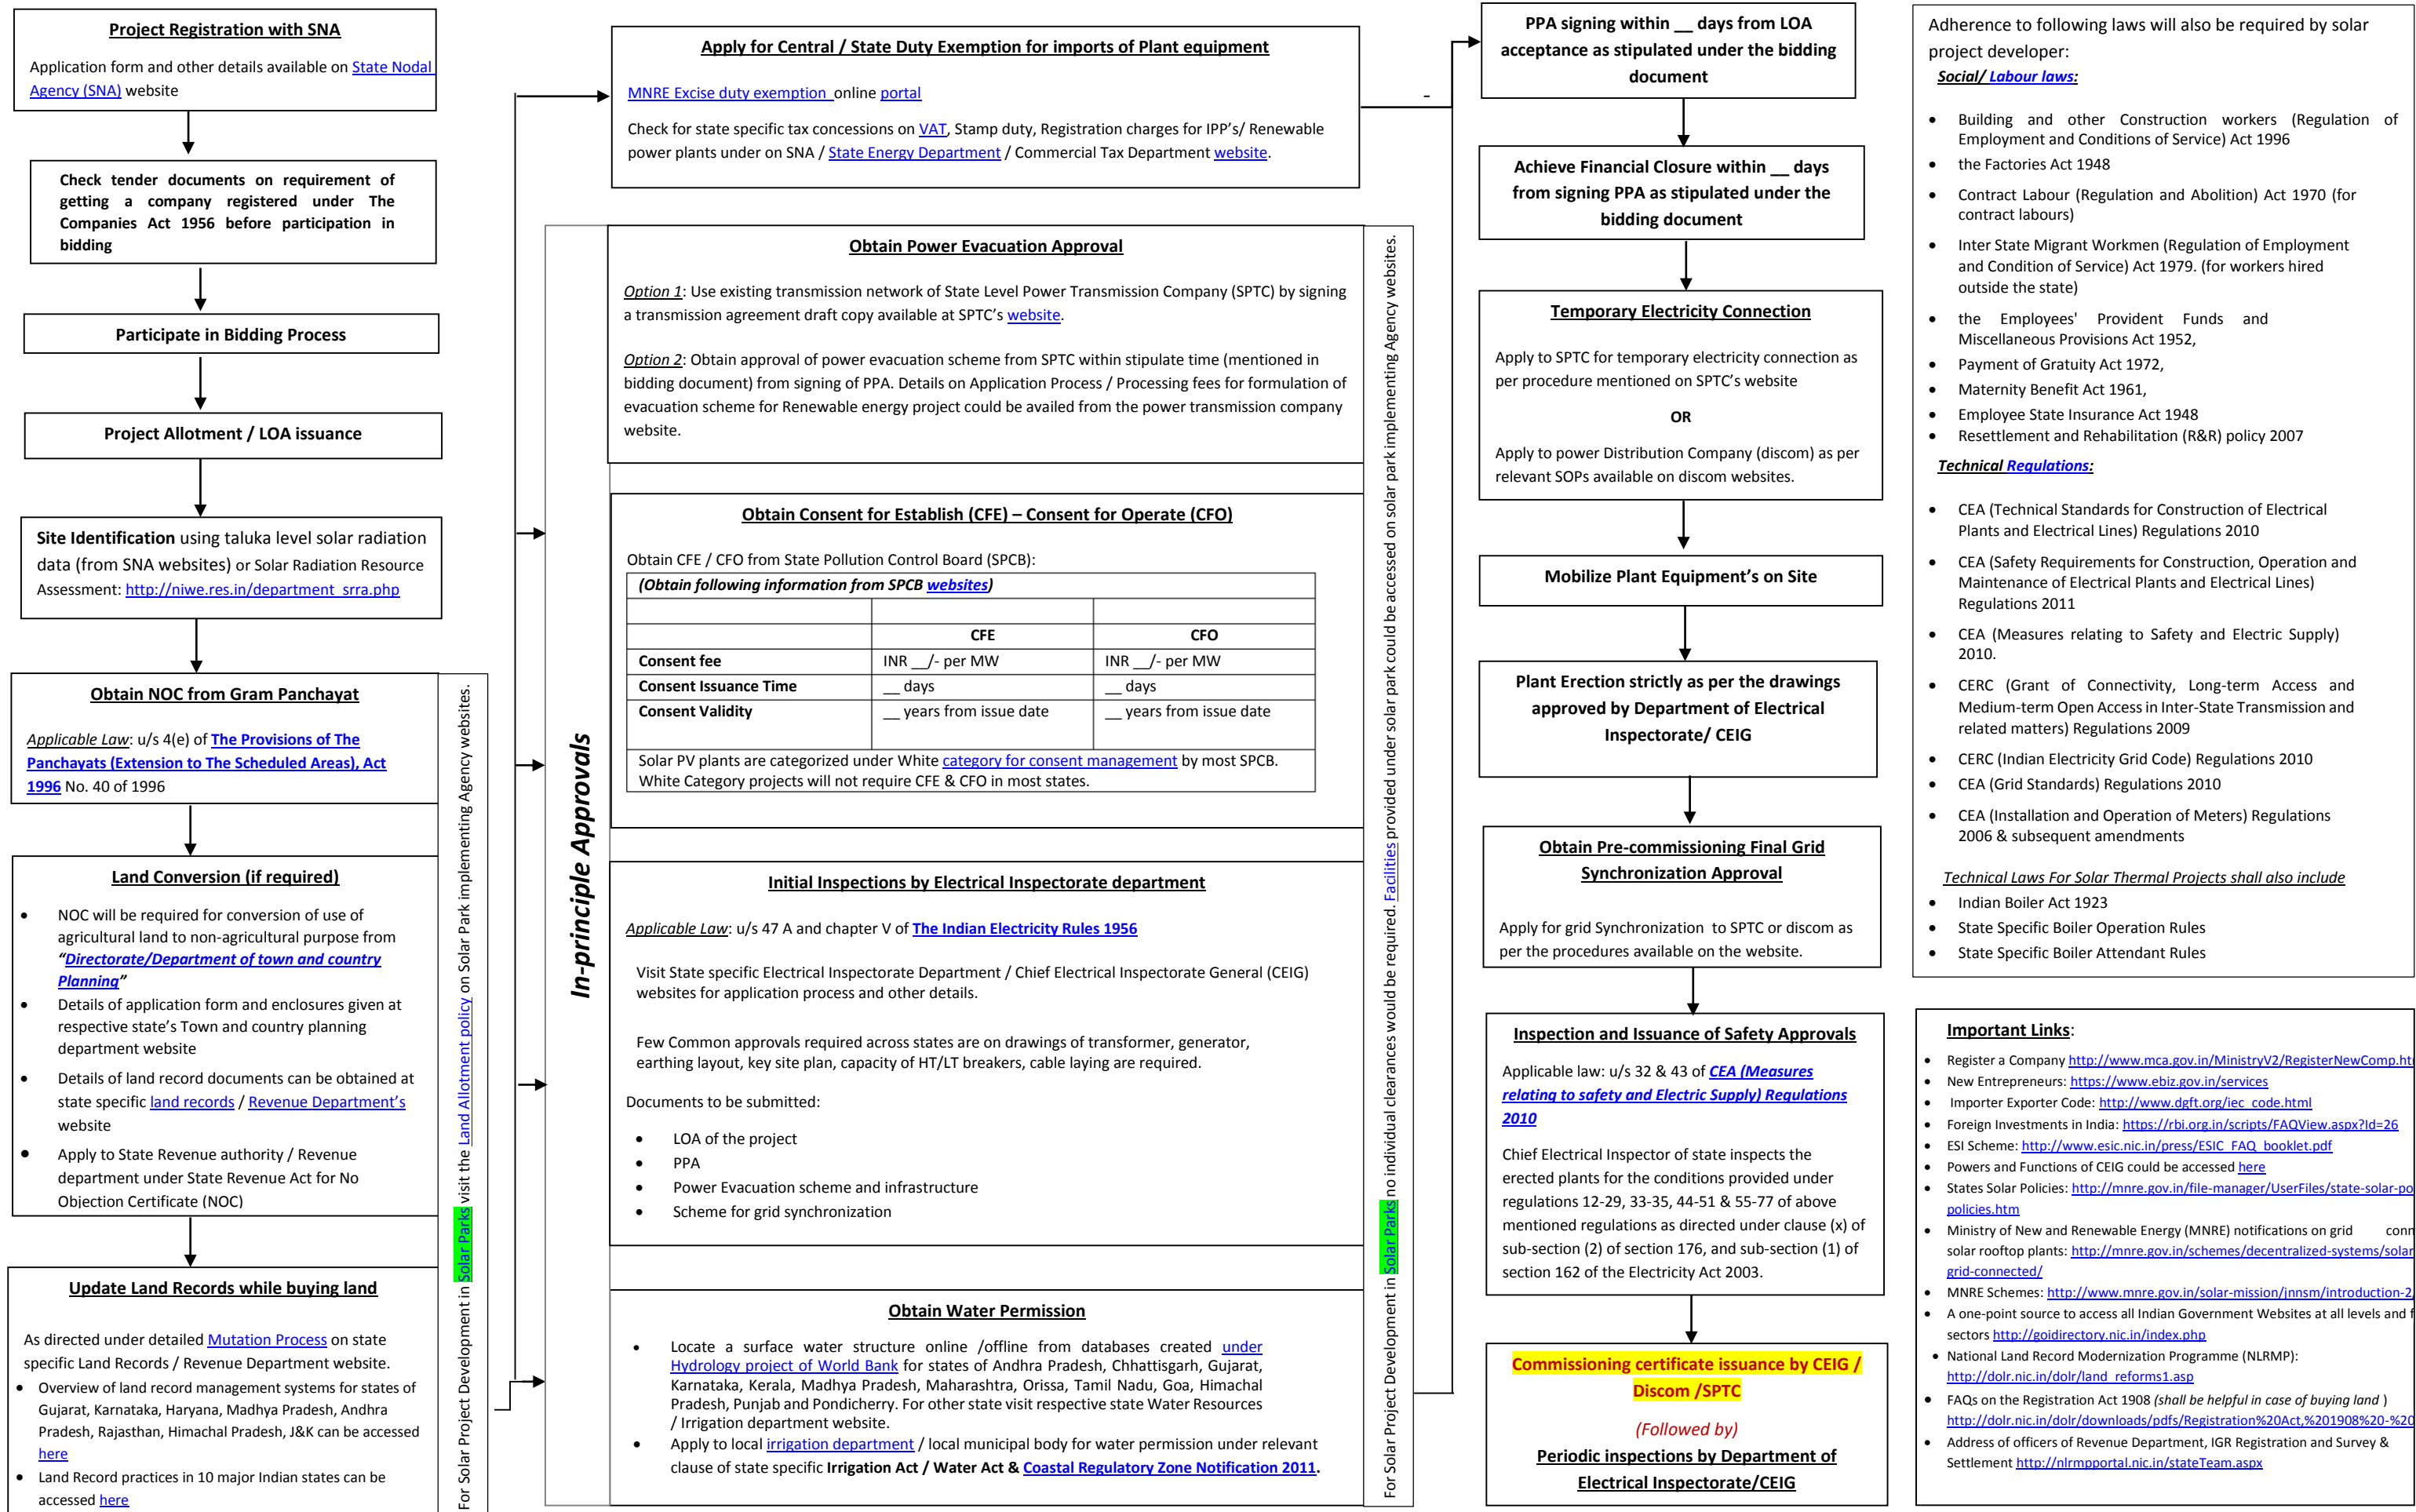 Project Registration with SNA
Application form and other details available on State Nodal
Agency (SNA) website
Check tender documents on requirement of
getting a company registered under The
Companies Act 1956 before participation in
bidding
Participate in Bidding Process
Project Allotment / LOA issuance
Site Identification using taluka level solar radiation
data (from SNA websites) or Solar Radiation Resource
Assessment: http://niwe.res.in/department_srra.php
Obtain NOC from Gram Panchayat
Applicable Law: u/s 4(e) of The Provisions of The
Panchayats (Extension to The Scheduled Areas), Act
1996 No. 40 of 1996
Land Conversion (if required)
• NOC will be required for conversion of use of
agricultural land to non-agricultural purpose from
“Directorate/Department of town and country
Planning”
• Details of application form and enclosures given at
respective state’s Town and country planning
department website
• Details of land record documents can be obtained at
state specific land records / Revenue Department’s
website
• Apply to State Revenue authority / Revenue
department under State Revenue Act for No
Objection Certificate (NOC)
Update Land Records while buying land
As directed under detailed Mutation Process on state
specific Land Records / Revenue Department website.
• Overview of land record management systems for states of
Gujarat, Karnataka, Haryana, Madhya Pradesh, Andhra
Pradesh, Rajasthan, Himachal Pradesh, J&K can be accessed
here
• Land Record practices in 10 major Indian states can be
accessed here
For Solar Project Development in Solar Parks visit the Land Allotment policy on Solar Park implementing Agency websites.
Apply for Central / State Duty Exemption for imports of Plant equipment
MNRE Excise duty exemption online portal
Check for state specific tax concessions on VAT, Stamp duty, Registration charges for IPP’s/ Renewable
power plants under on SNA / State Energy Department / Commercial Tax Department website.
In-principle Approvals
Obtain Power Evacuation Approval
Option 1: Use existing transmission network of State Level Power Transmission Company (SPTC) by signing
a transmission agreement draft copy available at SPTC’s website.
Option 2: Obtain approval of power evacuation scheme from SPTC within stipulate time (mentioned in
bidding document) from signing of PPA. Details on Application Process / Processing fees for formulation of
evacuation scheme for Renewable energy project could be availed from the power transmission company
website.
Obtain Consent for Establish (CFE) – Consent for Operate (CFO)
Obtain CFE / CFO from State Pollution Control Board (SPCB):
(Obtain following information from SPCB websites)
CFE CFO
Consent fee INR __/- per MW INR __/- per MW
Consent Issuance Time __ days __ days
Consent Validity __ years from issue date __ years from issue date
Solar PV plants are categorized under White category for consent management by most SPCB.
White Category projects will not require CFE & CFO in most states.
Initial Inspections by Electrical Inspectorate department
Applicable Law: u/s 47 A and chapter V of The Indian Electricity Rules 1956
Visit State specific Electrical Inspectorate Department / Chief Electrical Inspectorate General (CEIG)
websites for application process and other details.
Few Common approvals required across states are on drawings of transformer, generator,
earthing layout, key site plan, capacity of HT/LT breakers, cable laying are required.
Documents to be submitted:
• LOA of the project
• PPA
• Power Evacuation scheme and infrastructure
• Scheme for grid synchronization
Obtain Water Permission
• Locate a surface water structure online /offline from databases created under
Hydrology project of World Bank for states of Andhra Pradesh, Chhattisgarh, Gujarat,
Karnataka, Kerala, Madhya Pradesh, Maharashtra, Orissa, Tamil Nadu, Goa, Himachal
Pradesh, Punjab and Pondicherry. For other state visit respective state Water Resources
/ Irrigation department website.
• Apply to local irrigation department / local municipal body for water permission under relevant
clause of state specific Irrigation Act / Water Act & Coastal Regulatory Zone Notification 2011.
For Solar Project Development in Solar Parks no individual clearances would be required. Facilities provided under solar park could be accessed on solar park implementing Agency websites.
PPA signing within __ days from LOA
acceptance as stipulated under the bidding
document
Achieve Financial Closure within __ days
from signing PPA as stipulated under the
bidding document
Temporary Electricity Connection
Apply to SPTC for temporary electricity connection as
per procedure mentioned on SPTC’s website
OR
Apply to power Distribution Company (discom) as per
relevant SOPs available on discom websites.
Mobilize Plant Equipment’s on Site
Plant Erection strictly as per the drawings
approved by Department of Electrical
Inspectorate/ CEIG
Obtain Pre-commissioning Final Grid
Synchronization Approval
Apply for grid Synchronization to SPTC or discom as
per the procedures available on the website.
Inspection and Issuance of Safety Approvals
Applicable law: u/s 32 & 43 of CEA (Measures
relating to safety and Electric Supply) Regulations
2010
Chief Electrical Inspector of state inspects the
erected plants for the conditions provided under
regulations 12-29, 33-35, 44-51 & 55-77 of above
mentioned regulations as directed under clause (x) of
sub-section (2) of section 176, and sub-section (1) of
section 162 of the Electricity Act 2003.
Commissioning certificate issuance by CEIG /
Discom /SPTC
(Followed by)
Periodic inspections by Department of
Electrical Inspectorate/CEIG
Adherence to following laws will also be required by solar
project developer:
Social/ Labour laws:
• Building and other Construction workers (Regulation of
Employment and Conditions of Service) Act 1996
• the Factories Act 1948
• Contract Labour (Regulation and Abolition) Act 1970 (for
contract labours)
• Inter State Migrant Workmen (Regulation of Employment
and Condition of Service) Act 1979. (for workers hired
outside the state)
• the Employees' Provident Funds and
Miscellaneous Provisions Act 1952,
• Payment of Gratuity Act 1972,
• Maternity Benefit Act 1961,
• Employee State Insurance Act 1948
• Resettlement and Rehabilitation (R&R) policy 2007
Technical Regulations:
• CEA (Technical Standards for Construction of Electrical
Plants and Electrical Lines) Regulations 2010
• CEA (Safety Requirements for Construction, Operation and
Maintenance of Electrical Plants and Electrical Lines)
Regulations 2011
• CEA (Measures relating to Safety and Electric Supply)
2010.
• CERC (Grant of Connectivity, Long-term Access and
Medium-term Open Access in Inter-State Transmission and
related matters) Regulations 2009
• CERC (Indian Electricity Grid Code) Regulations 2010
• CEA (Grid Standards) Regulations 2010
• CEA (Installation and Operation of Meters) Regulations
2006 & subsequent amendments
Technical Laws For Solar Thermal Projects shall also include
• Indian Boiler Act 1923
• State Specific Boiler Operation Rules
• State Specific Boiler Attendant Rules
Important Links:
• Register a Company http://www.mca.gov.in/MinistryV2/RegisterNewComp.ht
• New Entrepreneurs: https://www.ebiz.gov.in/services
• Importer Exporter Code: http://www.dgft.org/iec_code.html
• Foreign Investments in India: https://rbi.org.in/scripts/FAQView.aspx?Id=26
• ESI Scheme: http://www.esic.nic.in/press/ESIC_FAQ_booklet.pdf
• Powers and Functions of CEIG could be accessed here
• States Solar Policies: http://mnre.gov.in/file-manager/UserFiles/state-solar-po
policies.htm
• Ministry of New and Renewable Energy (MNRE) notifications on grid conn
solar rooftop plants: http://mnre.gov.in/schemes/decentralized-systems/solar
grid-connected/
• MNRE Schemes: http://www.mnre.gov.in/solar-mission/jnnsm/introduction-2/
• A one-point source to access all Indian Government Websites at all levels and f
sectors http://goidirectory.nic.in/index.php
• National Land Record Modernization Programme (NLRMP):
http://dolr.nic.in/dolr/land_reforms1.asp
• FAQs on the Registration Act 1908 (shall be helpful in case of buying land )
http://dolr.nic.in/dolr/downloads/pdfs/Registration%20Act,%201908%20-%20
• Address of officers of Revenue Department, IGR Registration and Survey &
Settlement http://nlrmpportal.nic.in/stateTeam.aspx